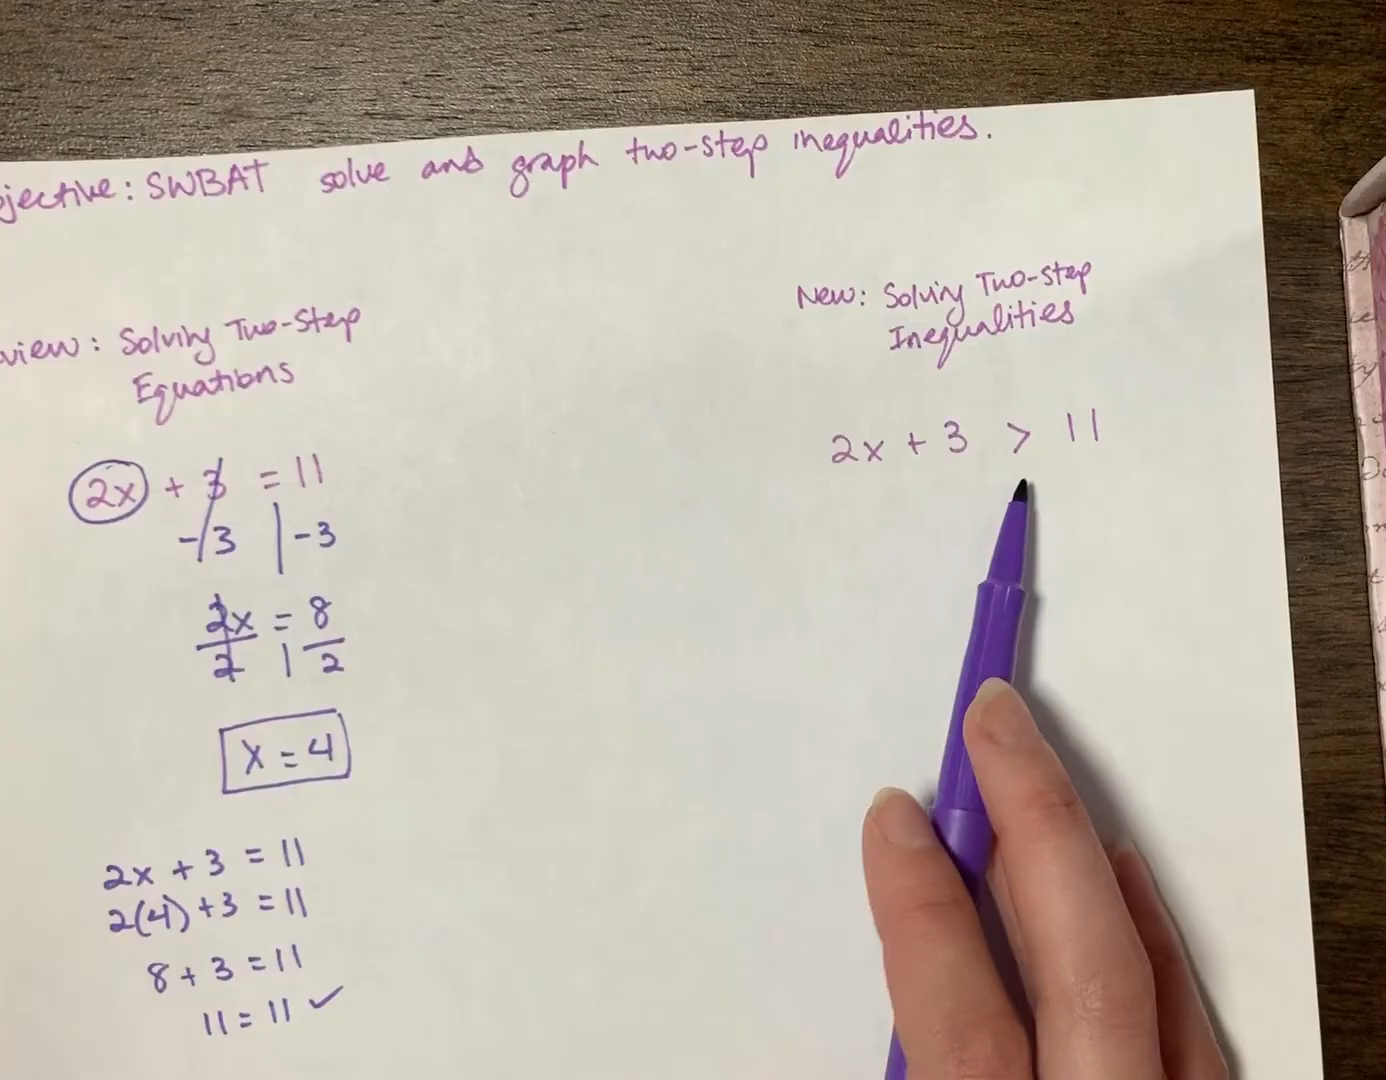 jective: SWBAT solve and graph two-step inequalities.
view: Solving Two-Step
Equations
2x + 3 = 11
-3 | -3
2x = 8
2 | 2
x = 4
2x + 3 = 11
2(4) + 3 = 11
8 + 3 = 11
11 = 11 ✓
New: Solving Two-Step
Inequalities
2x + 3 > 11